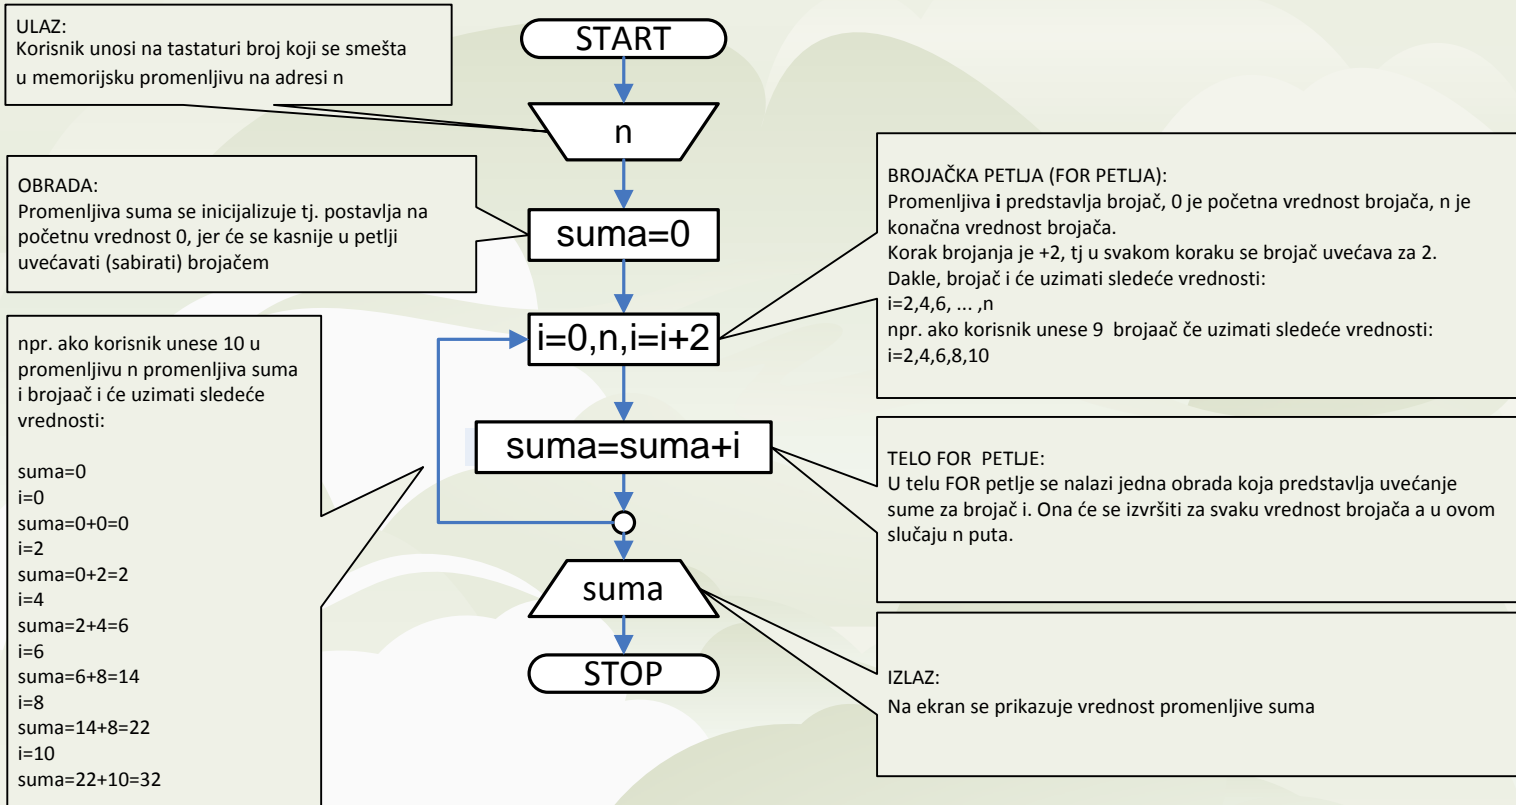 ULAZ:
Korisnik unosi na tastaturi broj koji se smešta
u memorijsku promenljivu na adresi n
START
n
OBRADA:
Promenljiva suma se inicijalizuje tj. postavlja na
početnu vrednost 0, jer će se kasnije u petlji
uvećavati (sabirati) brojačem
suma=0
BROJAČKA PETLJA (FOR PETLJA):
Promenljiva i predstavlja brojač, 0 je početna vrednost brojača, n je
konačna vrednost brojača.
Korak brojanja je +2, tj u svakom koraku se brojač uvećava za 2.
Dakle, brojač i će uzimati sledeće vrednosti:
i=2,4,6, ... ,n
npr. ako korisnik unese 9  brojaač če uzimati sledeće vrednosti:
i=2,4,6,8,10
i=0,n,i=i+2
npr. ako korisnik unese 10 u
promenljivu n promenljiva suma
i brojaač i će uzimati sledeće
vrednosti:
suma=0
i=0
suma=0+0=0
i=2
suma=0+2=2
i=4
suma=2+4=6
i=6
suma=6+8=14
i=8
suma=14+8=22
i=10
suma=22+10=32
suma=suma+i
TELO FOR  PETLJE:
U telu FOR petlje se nalazi jedna obrada koja predstavlja uvećanje
sume za brojač i. Ona će se izvršiti za svaku vrednost brojača a u ovom
slučaju n puta.
suma
STOP
IZLAZ:
Na ekran se prikazuje vrednost promenljive suma